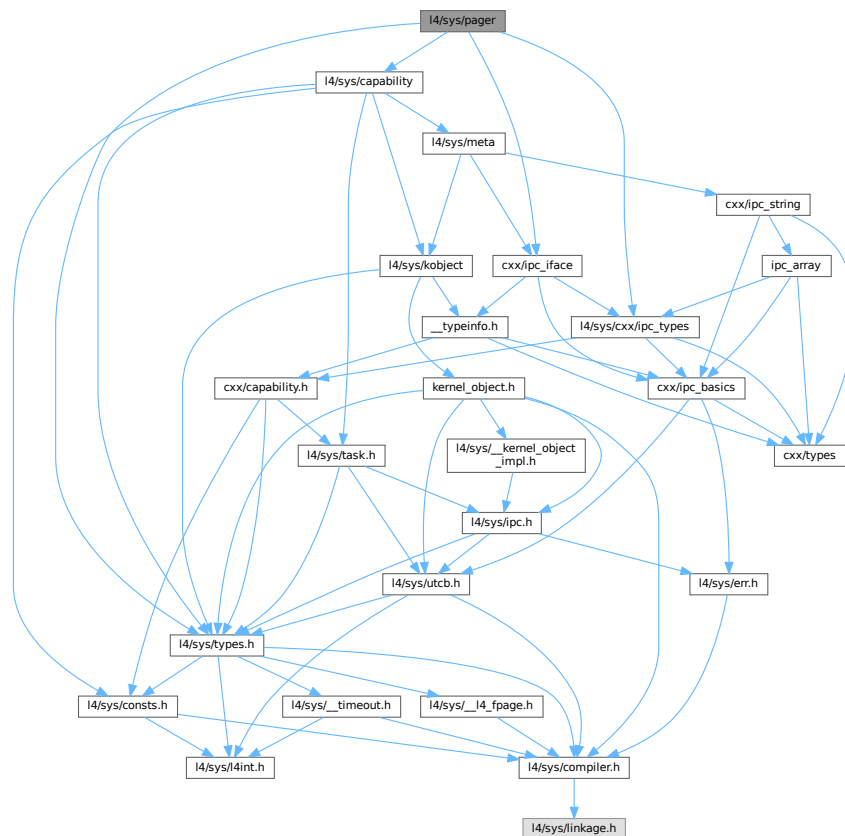 l4/sys/pager
l4/sys/capability
l4/sys/meta
cxx/ipc_string
l4/sys/kobject
cxx/ipc_iface
ipc_array
__typeinfo.h
l4/sys/cxx/ipc_types
cxx/capability.h
kernel_object.h
cxx/ipc_basics
l4/sys/task.h
l4/sys/__kernel_object
_impl.h
cxx/types
l4/sys/ipc.h
l4/sys/utcb.h
l4/sys/err.h
l4/sys/types.h
l4/sys/consts.h
l4/sys/__timeout.h
l4/sys/__l4_fpage.h
l4/sys/l4int.h
l4/sys/compiler.h
l4/sys/linkage.h